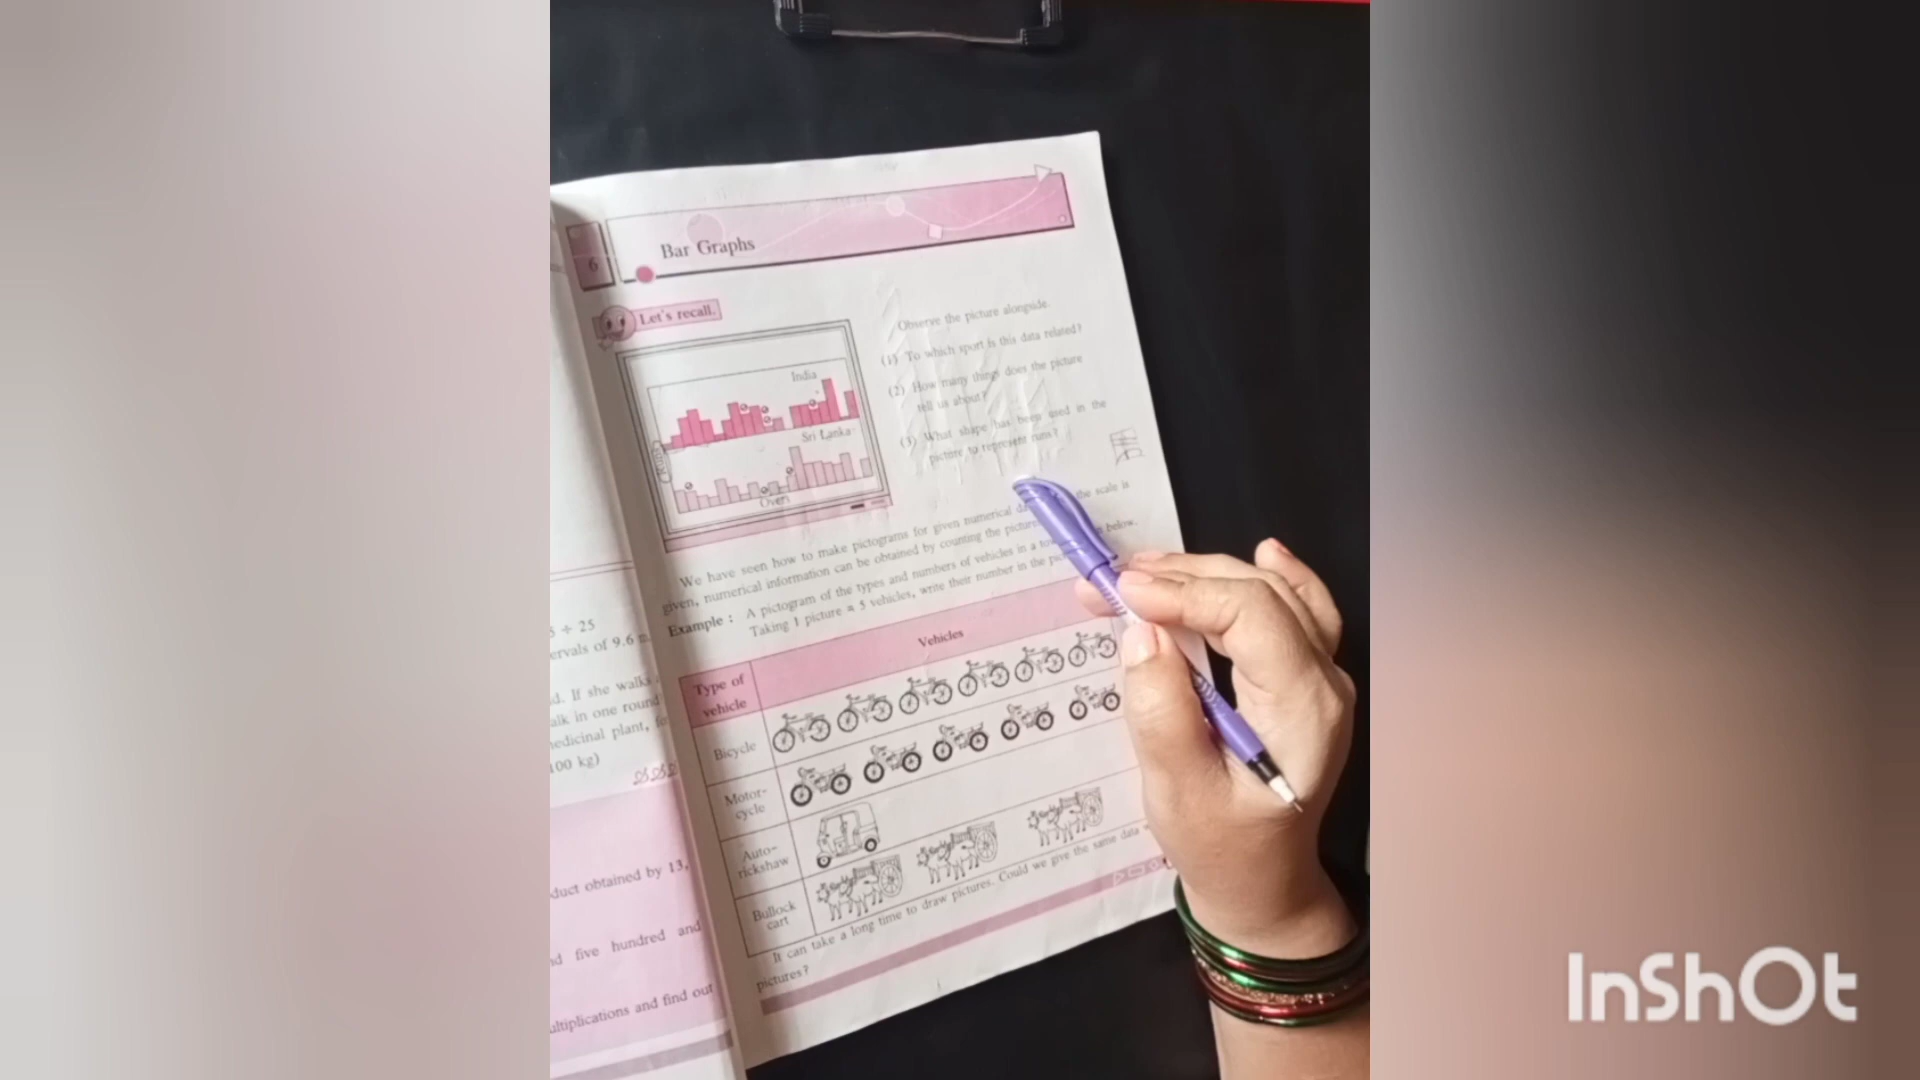 6
Bar Graphs
Let's recall.
India
Sri Lanka
Runs
Overs
Observe the picture alongside.
(1) To which sport is this data related?
(2) How many things does the picture
tell us about?
(3) What shape has been used in the
picture to represent runs?
We have seen how to make pictograms for given numerical the scale is
given, numerical information can be obtained by counting the below.
Example : A pictogram of the types and numbers of vehicles in a
Taking 1 picture = 5 vehicles, write their number in the
Type of
vehicle
Vehicles
Bicycle
Motor-
cycle
Auto-
rickshaw
Bullock
cart
It can take a long time to draw pictures. Could we give the same data
pictures?
5 ÷ 25
ervals of 9.6 m
d. If she walks
alk in one round
edicinal plant,
100 kg)
duct obtained by 13,
d five hundred and
ultiplications and find out
InShOt